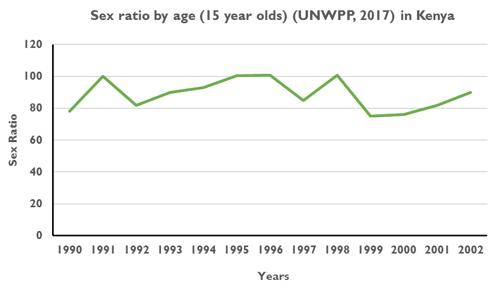 Sex ratio by age (15 year olds) (UNWPP, 2017) in Kenya
120
100
80
60
40
20
0
Sex Ratio
1990 1991 1992 1993 1994 1995 1996 1997 1998 1999 2000 2001 2002
Years